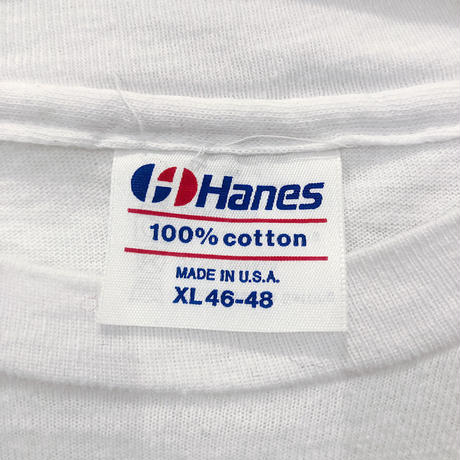 Hanes
100% cotton
MADE IN U.S.A.
XL 46-48